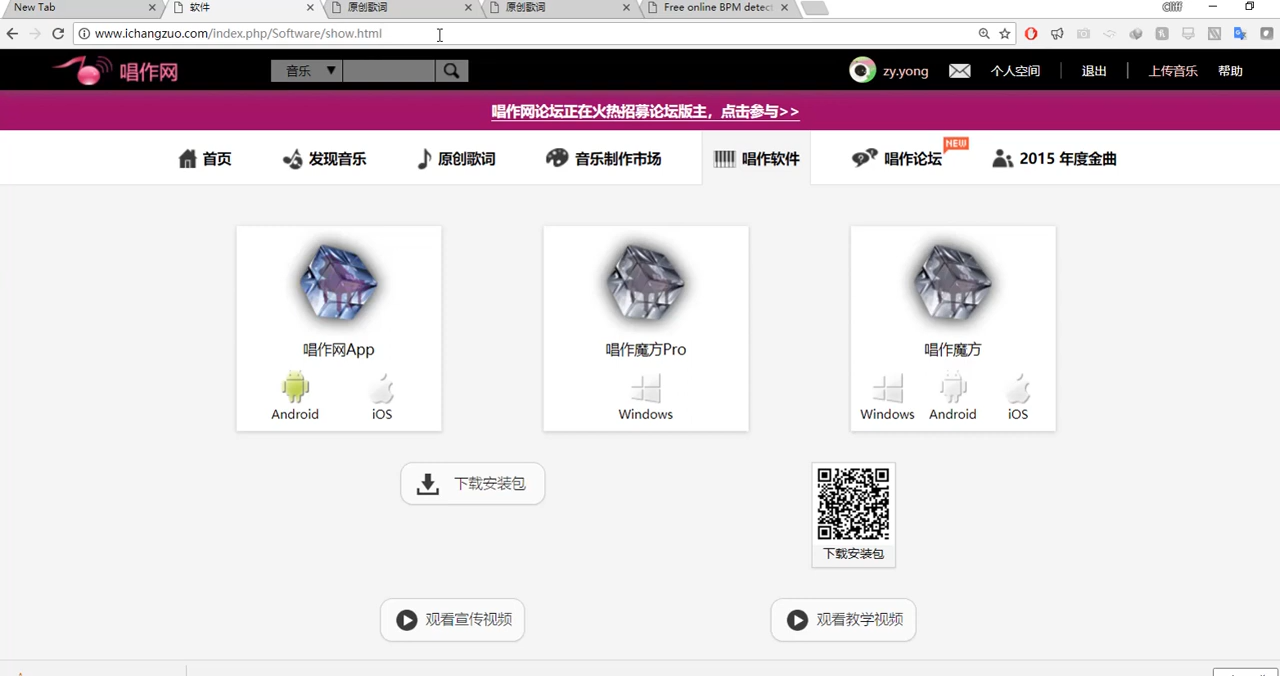 New Tab
软件
原创歌词
原创歌词
Free online BPM detect
Cliff
www.ichangzuo.com/index.php/Software/show.html
唱作网
音乐
zy.yong
个人空间
退出
上传音乐
帮助
唱作网论坛正在火热招募论坛版主，点击参与>>
首页
发现音乐
原创歌词
音乐制作市场
唱作软件
唱作论坛
NEW
2015 年度金曲
唱作网App
Android
iOS
唱作魔方Pro
Windows
唱作魔方
Windows
Android
iOS
下载安装包
下载安装包
观看宣传视频
观看教学视频